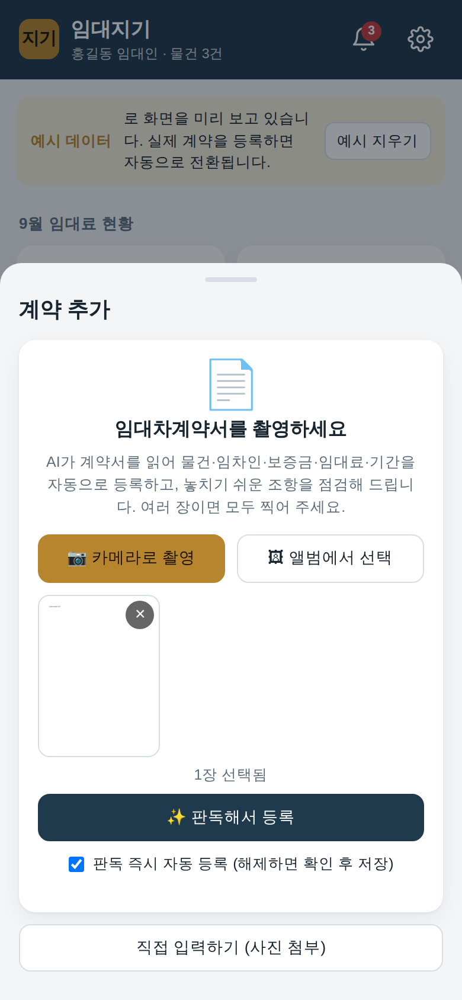 지기
임대지기
홍길동 임대인 · 물건 3건
3
예시 데이터
로 화면을 미리 보고 있습니
다. 실제 계약을 등록하면
자동으로 전환됩니다.
예시 지우기
9월 임대료 현황
계약 추가
임대차계약서를 촬영하세요
AI가 계약서를 읽어 물건·임차인·보증금·임대료·기간을
자동으로 등록하고, 놓치기 쉬운 조항을 점검해 드립니
다. 여러 장이면 모두 찍어 주세요.
📷 카메라로 촬영
🖼 앨범에서 선택
✕
1장 선택됨
✨ 판독해서 등록
판독 즉시 자동 등록 (해제하면 확인 후 저장)
직접 입력하기 (사진 첨부)